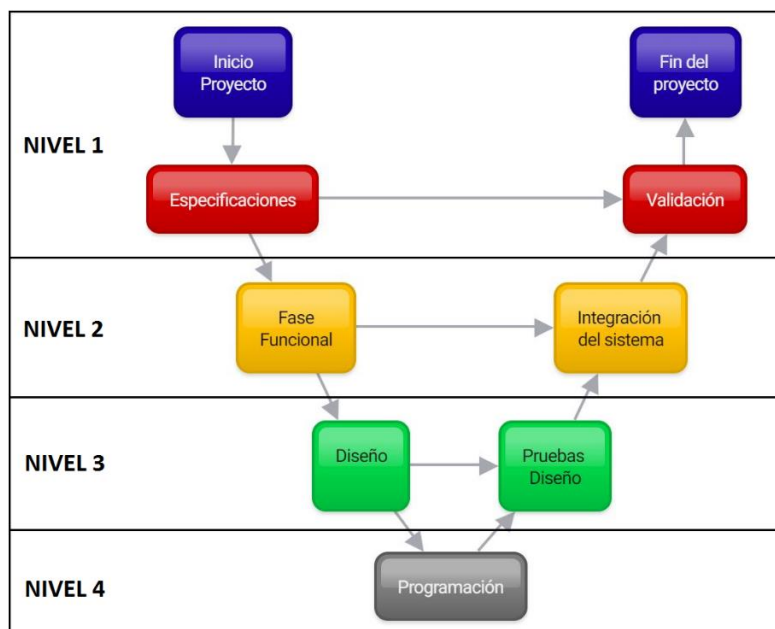 Inicio
Proyecto
Fin del
proyecto
NIVEL 1
Especificaciones
Validación
NIVEL 2
Fase
Funcional
Integración
del sistema
NIVEL 3
Diseño
Pruebas
Diseño
NIVEL 4
Programación